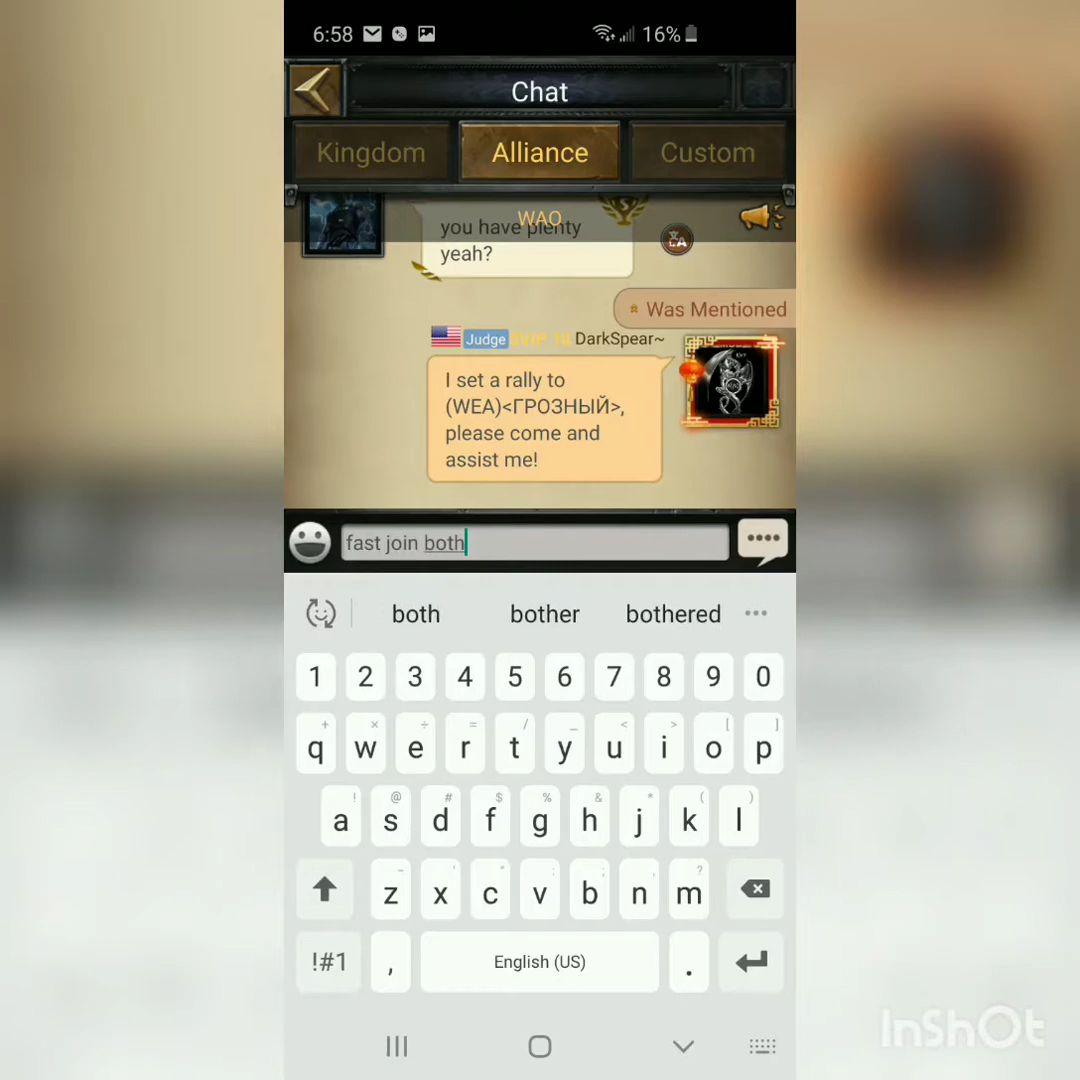 6:58
16%
Chat
Kingdom Alliance Custom
WAO
you have plenty
yeah?
Was Mentioned
Judge SVIP 10 DarkSpear~
I set a rally to
(WEA)<ГРОЗНЫЙ>,
please come and
assist me!
fast join both
both bother bothered
1 2 3 4 5 6 7 8 9 0
+ × ÷ = / _ < > [ ]
q w e r t y u i o p
! @ # $ % & * ( )
a s d f g h j k l
- ' " : ; , ?
z x c v b n m
!#1 , English (US) .
InShOt